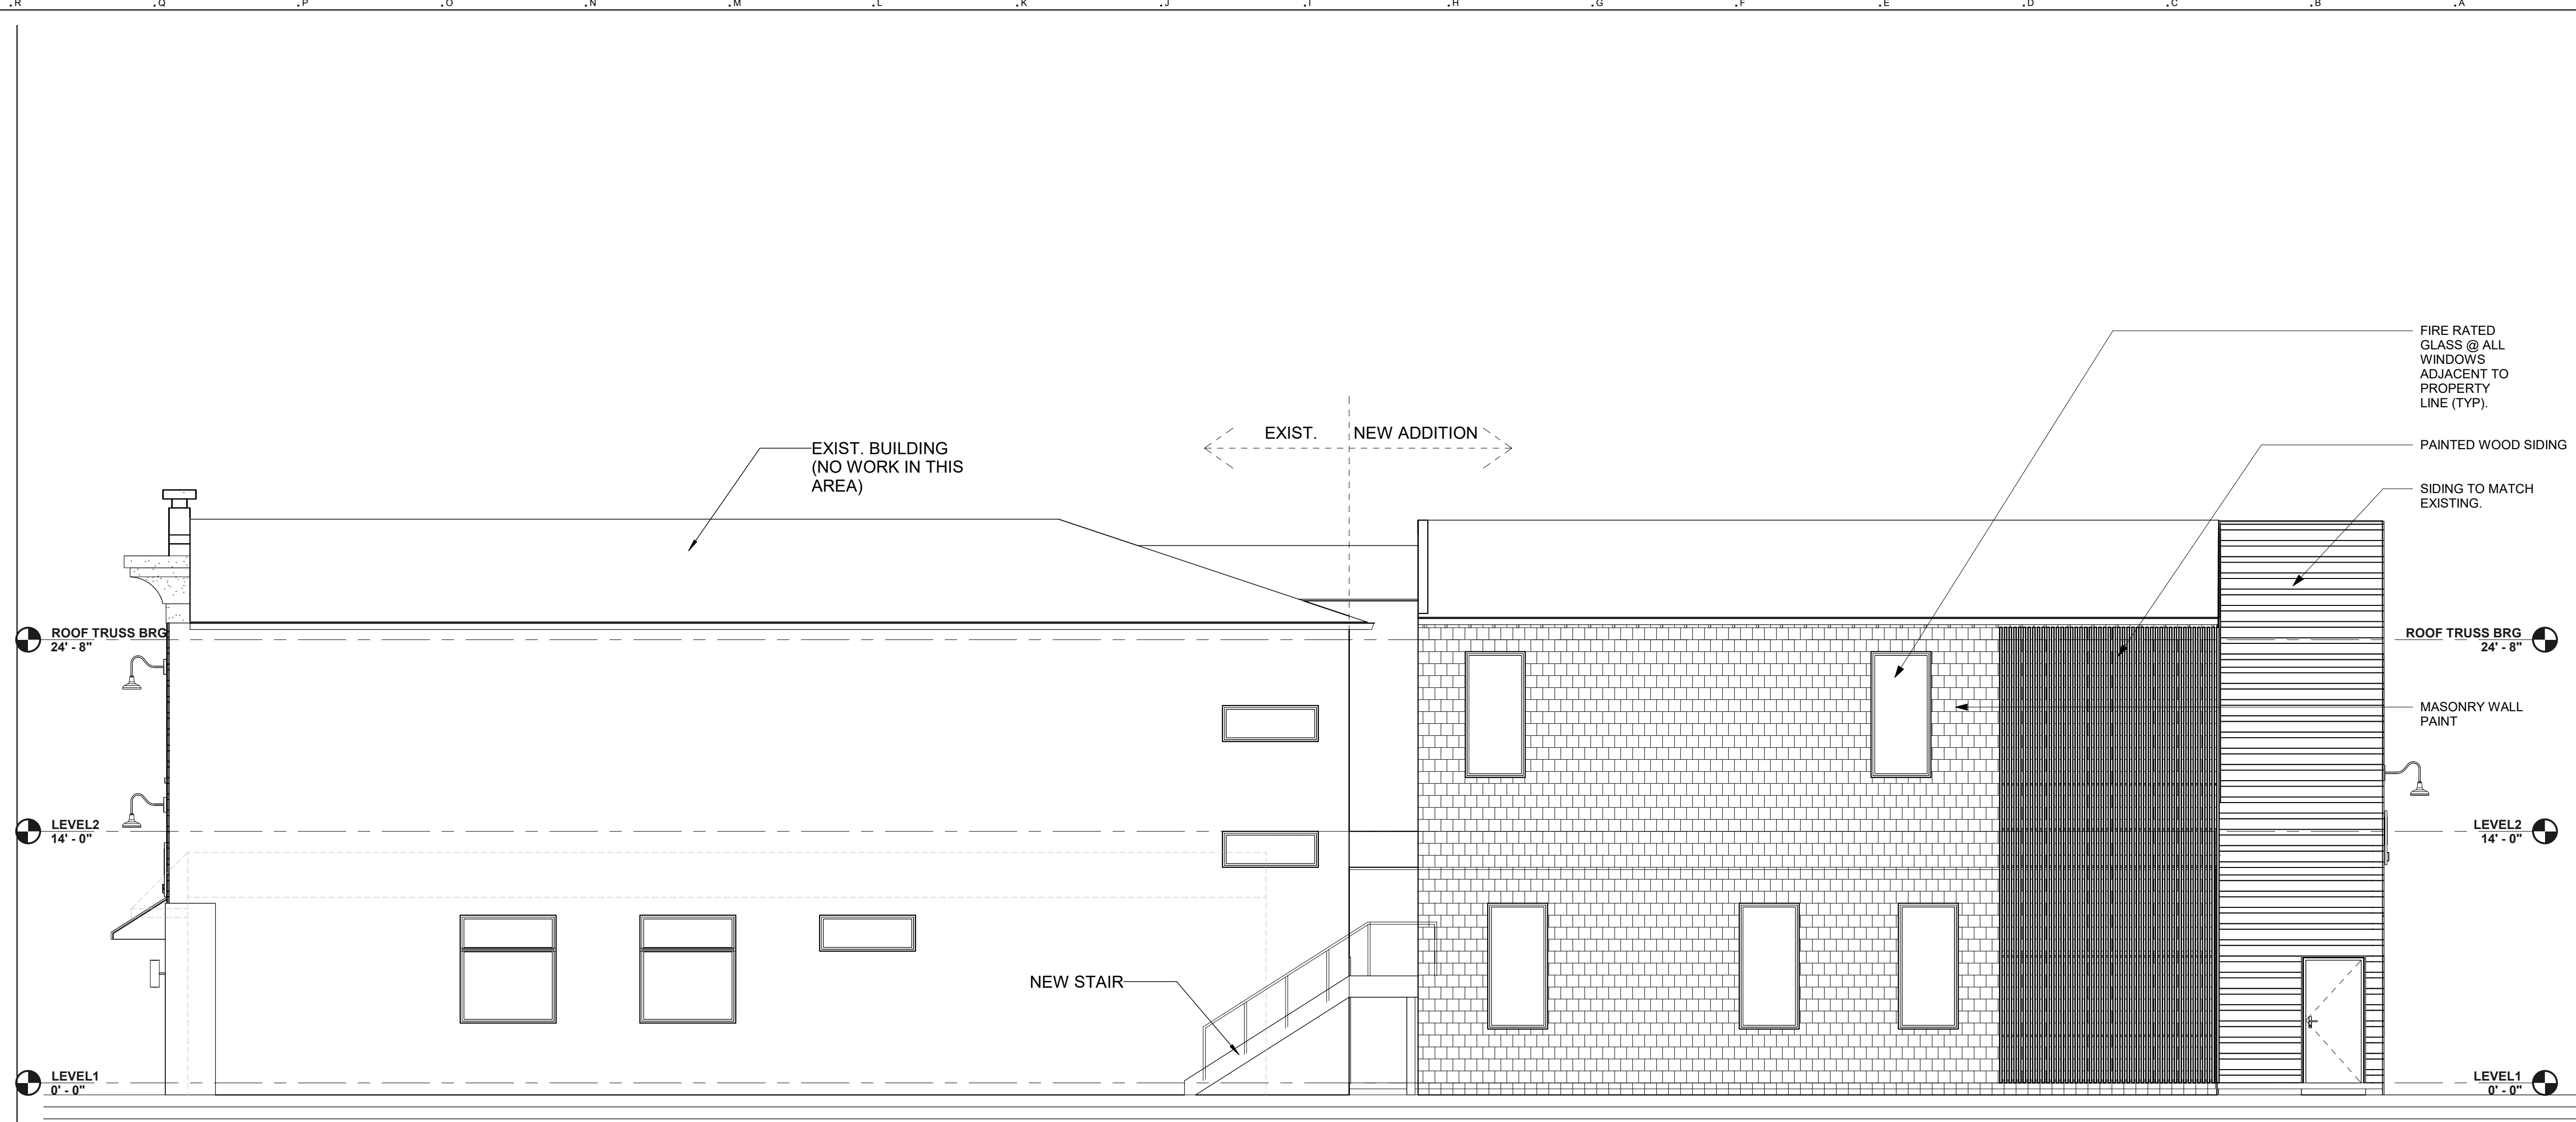 .R .Q .P .O .N .M .L .K .J .I .H .G .F .E .D .C .B .A
FIRE RATED
GLASS @ ALL
WINDOWS
ADJACENT TO
PROPERTY
LINE (TYP).
EXIST. NEW ADDITION
PAINTED WOOD SIDING
EXIST. BUILDING
(NO WORK IN THIS
AREA)
SIDING TO MATCH
EXISTING.
ROOF TRUSS BRG
24' - 8"
ROOF TRUSS BRG
24' - 8"
MASONRY WALL
PAINT
LEVEL2
14' - 0"
LEVEL2
14' - 0"
NEW STAIR
LEVEL1
0' - 0"
LEVEL1
0' - 0"